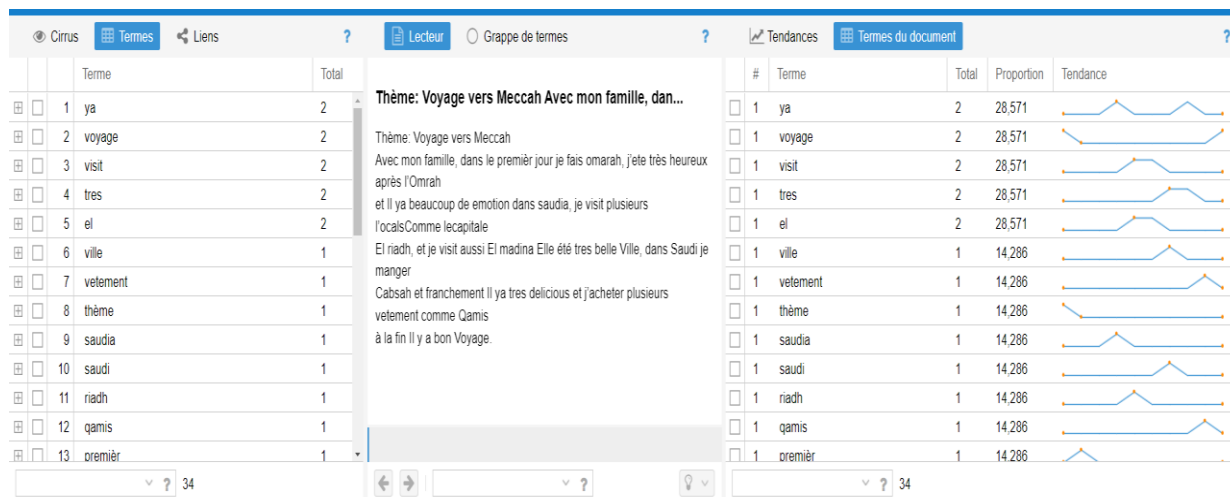 Cirrus Termes Liens ?
Terme Total
1 ya 2
2 voyage 2
3 visit 2
4 tres 2
5 el 2
6 ville 1
7 vetement 1
8 thème 1
9 saudia 1
10 saudi 1
11 riadh 1
12 qamis 1
13 premièr 1
? 34
Lecteur Grappe de termes ?
Thème: Voyage vers Meccah Avec mon famille, dan...
Thème: Voyage vers Meccah
Avec mon famille, dans le premièr jour je fais omarah, j'ete très heureux
après l'Omrah
et Il ya beaucoup de emotion dans saudia, je visit plusieurs
l'ocalsComme lecapitale
El riadh, et je visit aussi El madina Elle été tres belle Ville, dans Saudi je
manger
Cabsah et franchement Il ya tres delicious et j'acheter plusieurs
vetement comme Qamis
à la fin Il y a bon Voyage.
?
Tendances Termes du document ?
# Terme Total Proportion Tendance
1 ya 2 28,571
1 voyage 2 28,571
1 visit 2 28,571
1 tres 2 28,571
1 el 2 28,571
1 ville 1 14,286
1 vetement 1 14,286
1 thème 1 14,286
1 saudia 1 14,286
1 saudi 1 14,286
1 riadh 1 14,286
1 qamis 1 14,286
1 premièr 1 14,286
? 34